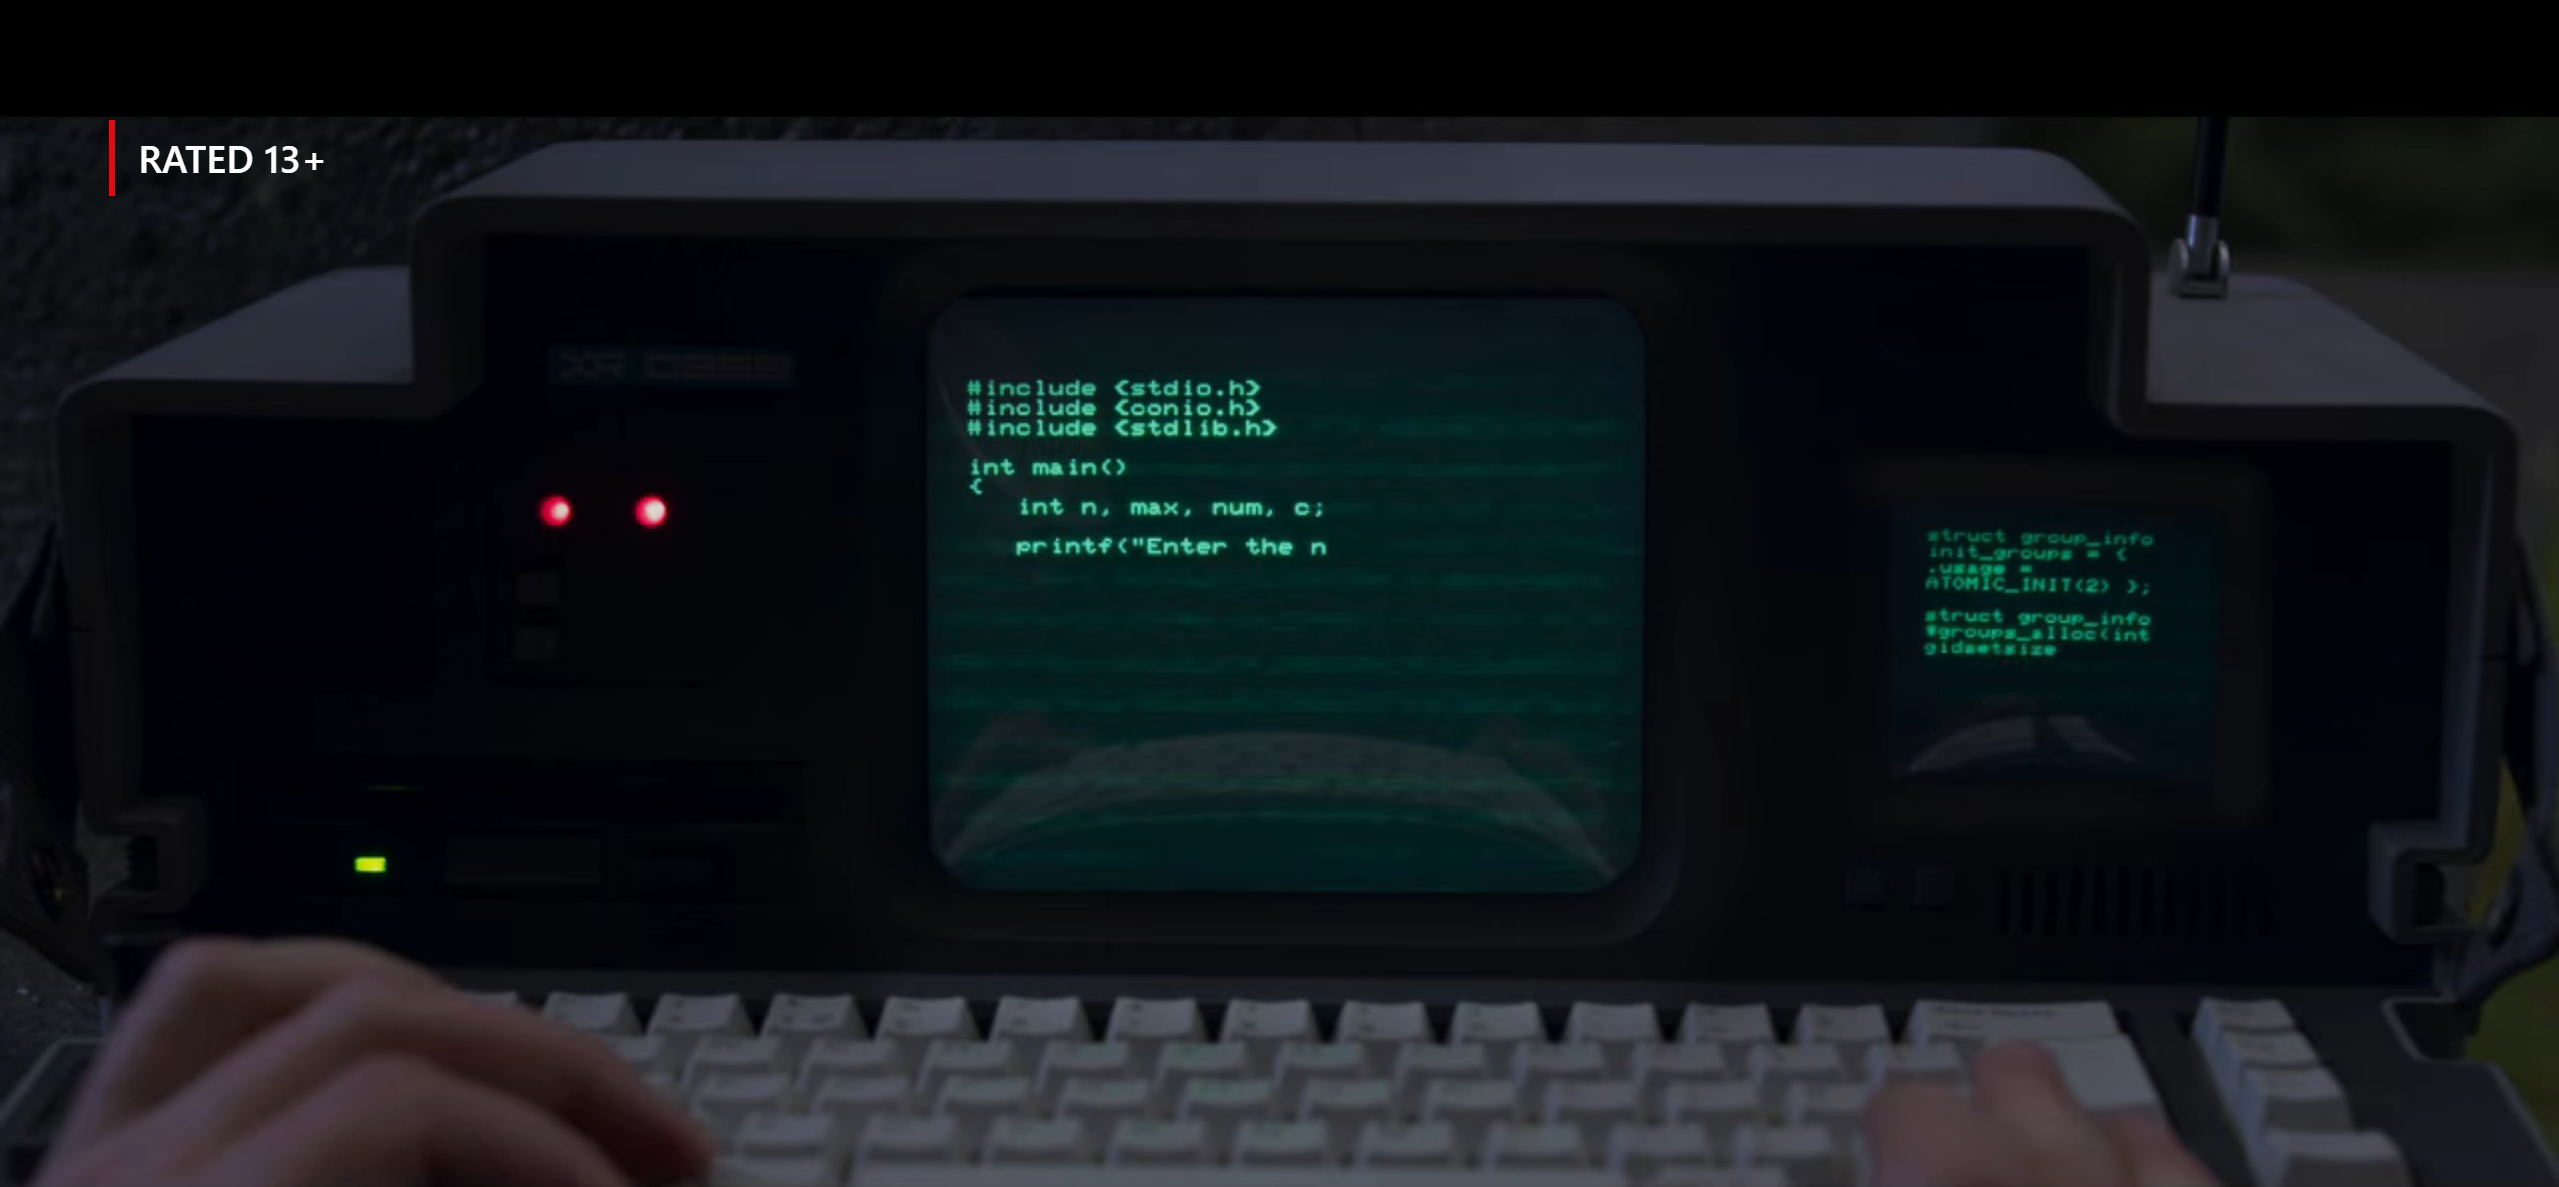 RATED 13+
#include <stdio.h>
#include <conio.h>
#include <stdlib.h>
int main()
{
int n, max, num, c;
printf("Enter the n
struct group_info
init_groups = {
.usage =
ATOMIC_INIT(2) };
struct group_info
*groups_alloc(int
gidsetsize